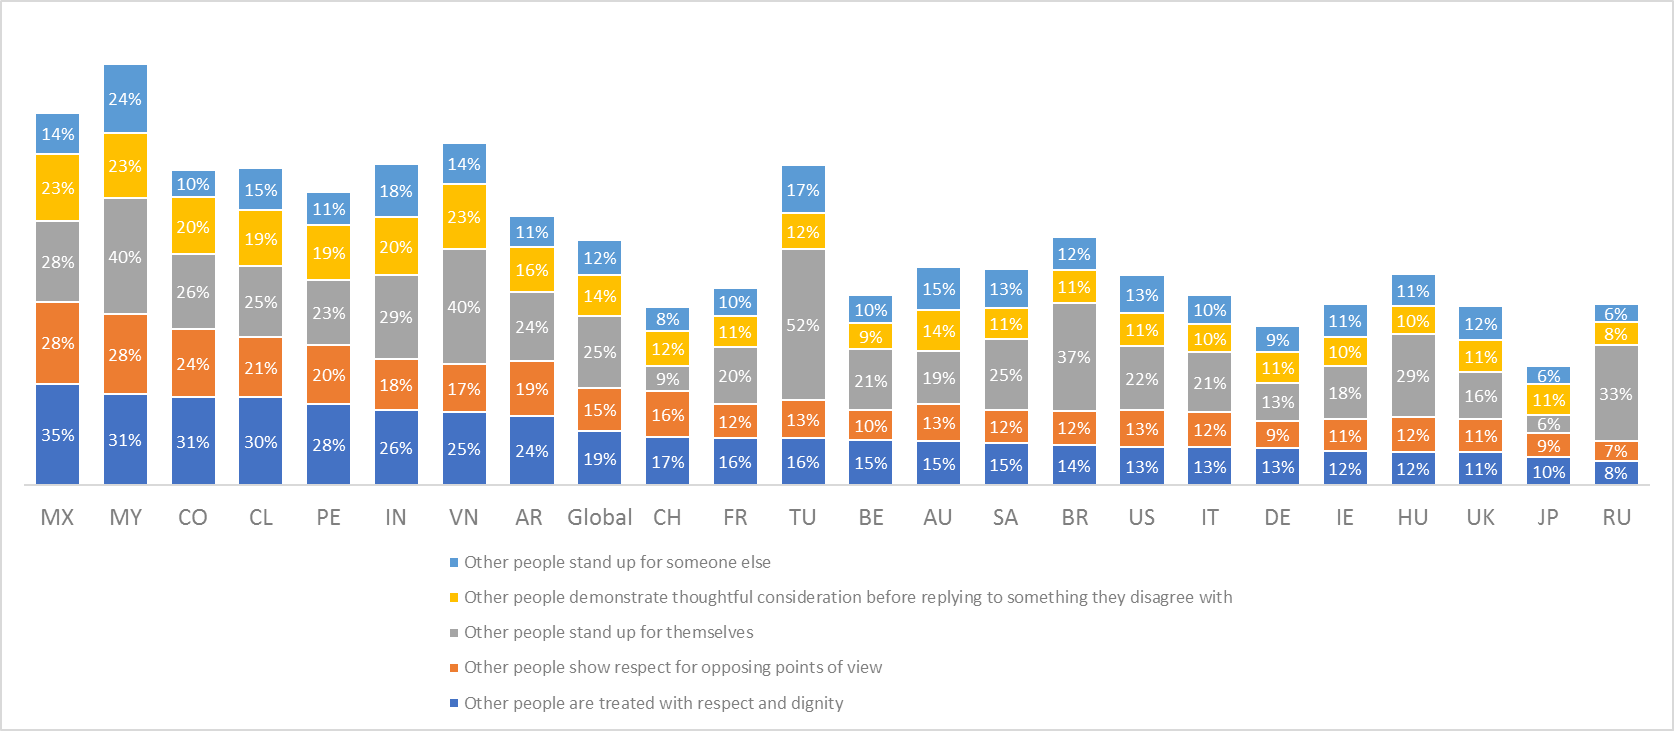 24%
14% 14% 17%
23% 18%
15%
10% 11%
23% 23% 11% 12%
20% 19% 20% 12% 12%
40% 19% 16% 15% 13% 11% 13% 11%
28% 14% 10% 10% 10% 12% 6%
26% 25% 29% 40% 8% 11% 52% 9% 14% 11% 37% 11% 10% 9% 11% 10% 11% 8%
23% 24% 25% 12% 20% 21% 19% 25% 22% 21% 11% 10% 29% 16% 6% 33%
28% 28% 9% 13% 18% 11%
24% 21% 20% 18% 17% 19% 15% 16% 12% 13% 10% 13% 12% 12% 13% 12% 9% 11% 12% 11% 6%
35% 31% 31% 30% 28% 26% 25% 24% 19% 17% 16% 16% 15% 15% 15% 14% 13% 13% 13% 12% 12% 11% 9% 7%
10% 8%
MX MY CO CL PE IN VN AR Global CH FR TU BE AU SA BR US IT DE IE HU UK JP RU
Other people stand up for someone else
Other people demonstrate thoughtful consideration before replying to something they disagree with
Other people stand up for themselves
Other people show respect for opposing points of view
Other people are treated with respect and dignity